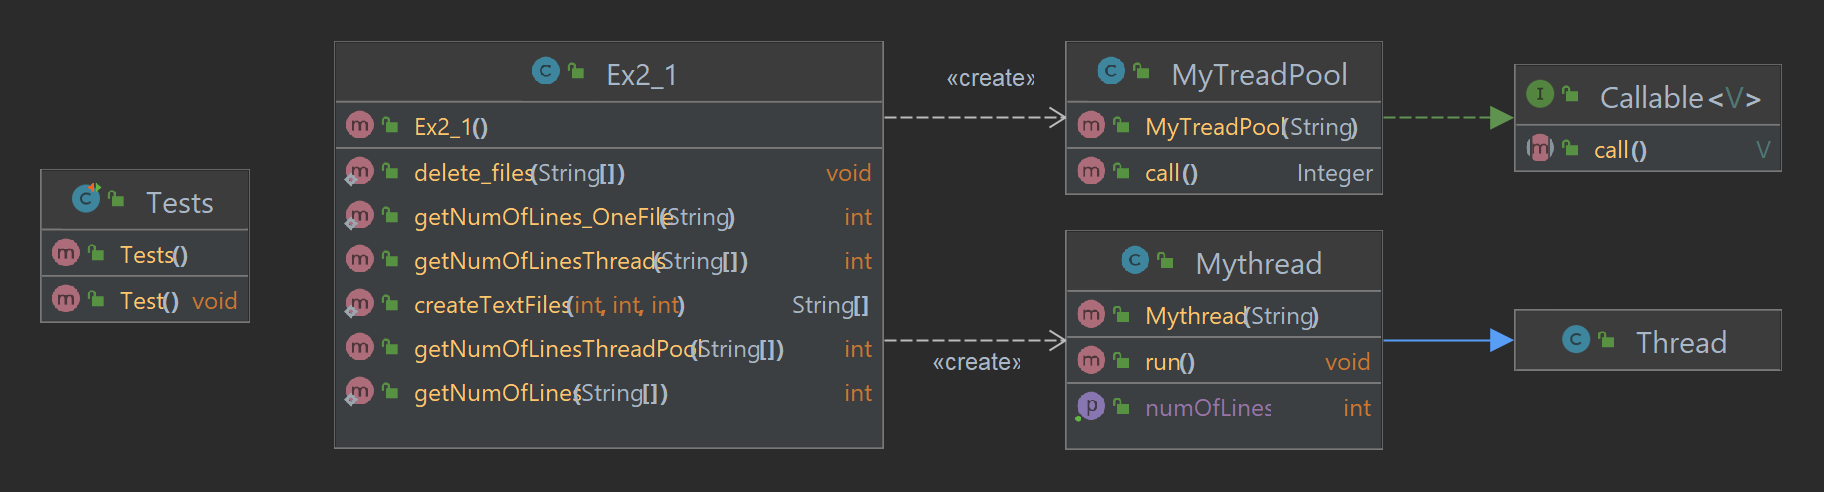 Tests
Tests()
Test() void
Ex2_1
Ex2_1()
delete_files(String[]) void
getNumOfLines_OneFile(String) int
getNumOfLinesThreads(String[]) int
createTextFiles(int, int, int) String[]
getNumOfLinesThreadPool(String[]) int
getNumOfLines(String[]) int
«create»
«create»
MyTreadPool
MyTreadPool(String)
call() Integer
Mythread
Mythread(String)
run() void
numOfLines int
Callable<V>
call() V
Thread